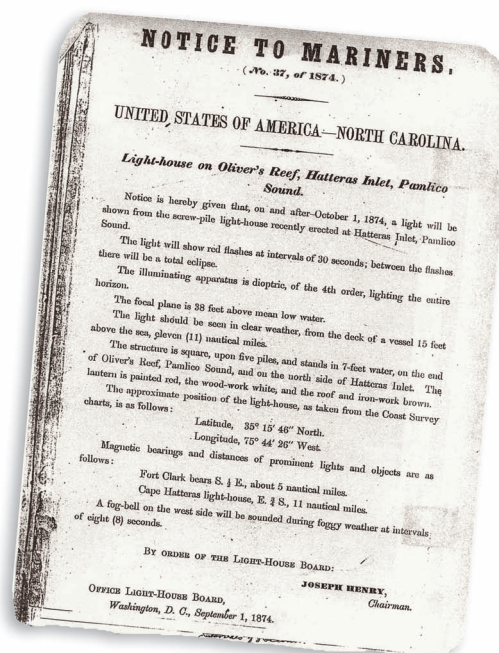 NOTICE TO MARINERS,
(No. 37, of 1874.)
UNITED STATES OF AMERICA—NORTH CAROLINA.
Light-house on Oliver's Reef, Hatteras Inlet, Pamlico
Sound.
Notice is hereby given that, on and after October 1, 1874, a light will be
shown from the screw-pile light-house recently erected at Hatteras Inlet, Pamlico
Sound.
The light will show red flashes at intervals of 30 seconds; between the flashes
there will be a total eclipse.
The illuminating apparatus is dioptric, of the 4th order, lighting the entire
horizon.
The focal plane is 38 feet above mean low water.
The light should be seen in clear weather, from the deck of a vessel 15 feet
above the sea, eleven (11) nautical miles.
The structure is square, upon five piles, and stands in 7-feet water, on the end
of Oliver's Reef, Pamlico Sound, and on the north side of Hatteras Inlet. The
lantern is painted red, the wood-work white, and the roof and iron-work brown.
The approximate position of the light-house, as taken from the Coast Survey
charts, is as follows:
Latitude, 35° 15' 46" North.
Longitude, 75° 44' 26" West.
Magnetic bearings and distances of prominent lights and objects are as
follows:
Fort Clark bears S. ½ E., about 5 nautical miles.
Cape Hatteras light-house, E. ¾ S., 11 nautical miles.
A fog-bell on the west side will be sounded during foggy weather at intervals
of eight (8) seconds.
BY ORDER OF THE LIGHT-HOUSE BOARD:
JOSEPH HENRY,
Chairman.
OFFICE LIGHT-HOUSE BOARD,
Washington, D. C., September 1, 1874.